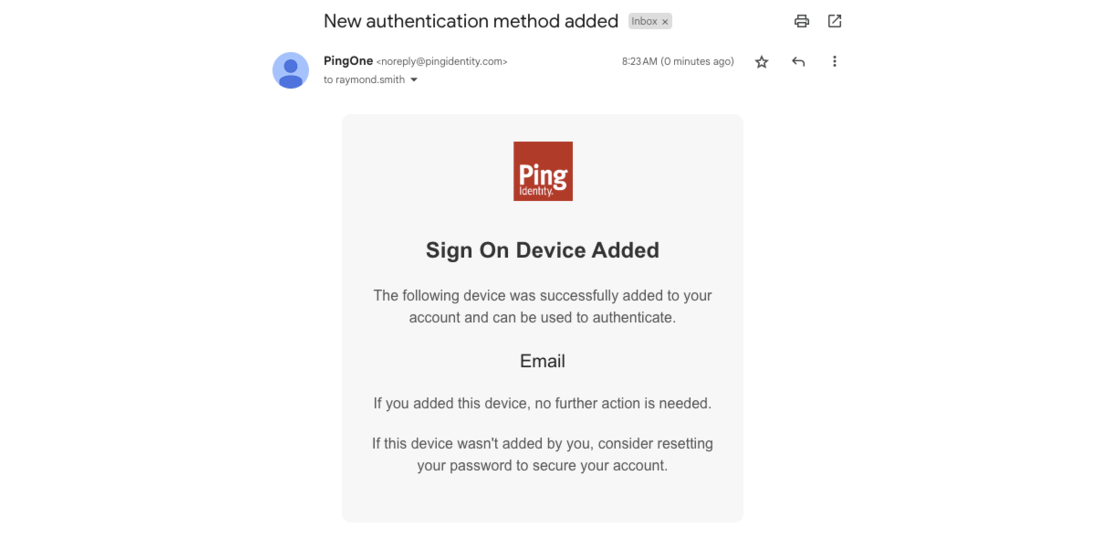 New authentication method added Inbox ×
PingOne <noreply@pingidentity.com> 8:23 AM (0 minutes ago)
to raymond.smith
Ping
Identity.
Sign On Device Added
The following device was successfully added to your
account and can be used to authenticate.
Email
If you added this device, no further action is needed.
If this device wasn't added by you, consider resetting
your password to secure your account.